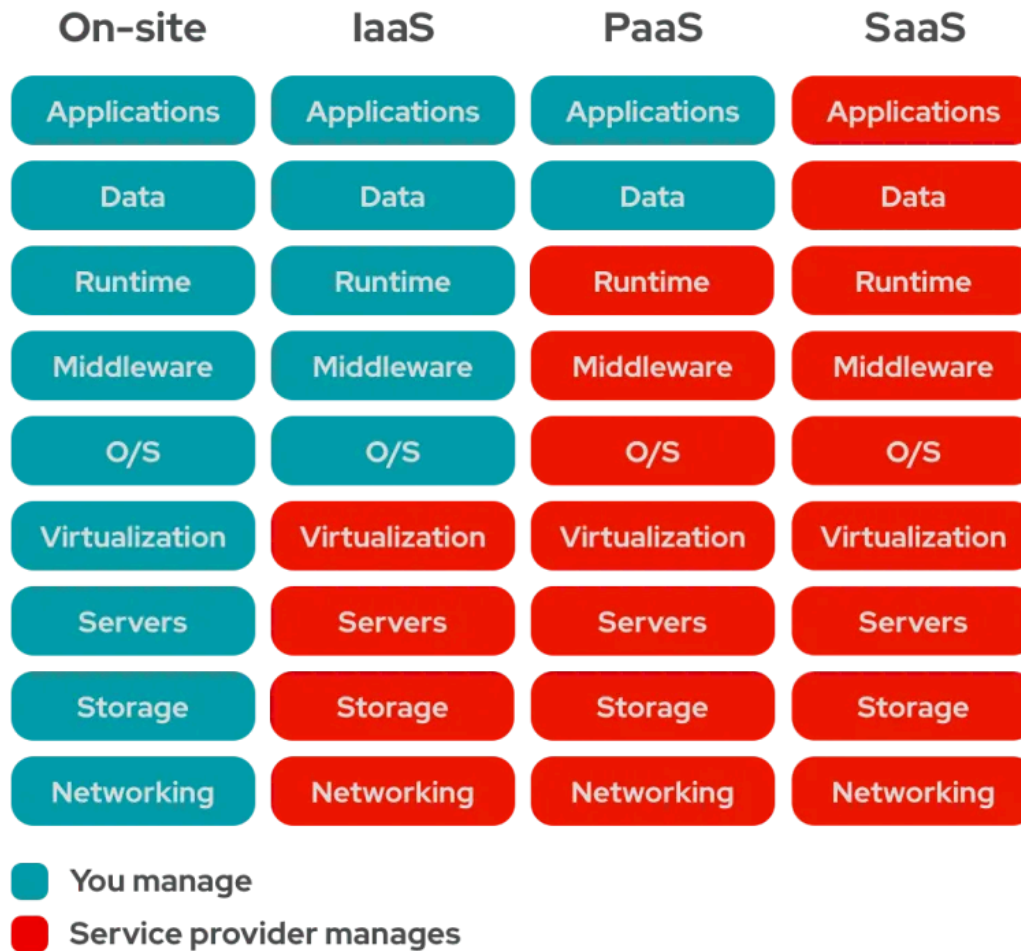 On-site IaaS PaaS SaaS
Applications Applications Applications Applications
Data Data Data Data
Runtime Runtime Runtime Runtime
Middleware Middleware Middleware Middleware
O/S O/S O/S O/S
Virtualization Virtualization Virtualization Virtualization
Servers Servers Servers Servers
Storage Storage Storage Storage
Networking Networking Networking Networking
You manage
Service provider manages